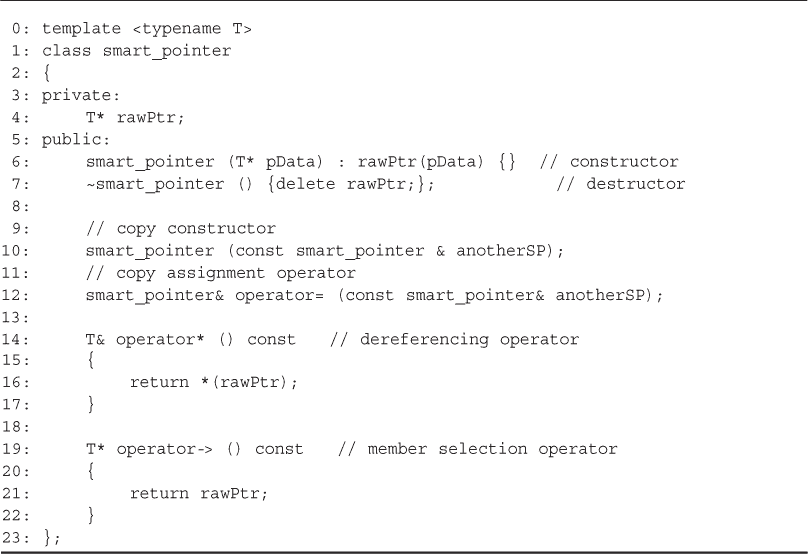 0: template <typename T>
1: class smart_pointer
2: {
3: private:
4:     T* rawPtr;
5: public:
6:     smart_pointer (T* pData) : rawPtr(pData) {}  // constructor
7:     ~smart_pointer () {delete rawPtr;};            // destructor
8:
9:     // copy constructor
10:     smart_pointer (const smart_pointer & anotherSP);
11:     // copy assignment operator
12:     smart_pointer& operator= (const smart_pointer& anotherSP);
13:
14:     T& operator* () const   // dereferencing operator
15:     {
16:         return *(rawPtr);
17:     }
18:
19:     T* operator-> () const   // member selection operator
20:     {
21:         return rawPtr;
22:     }
23: };